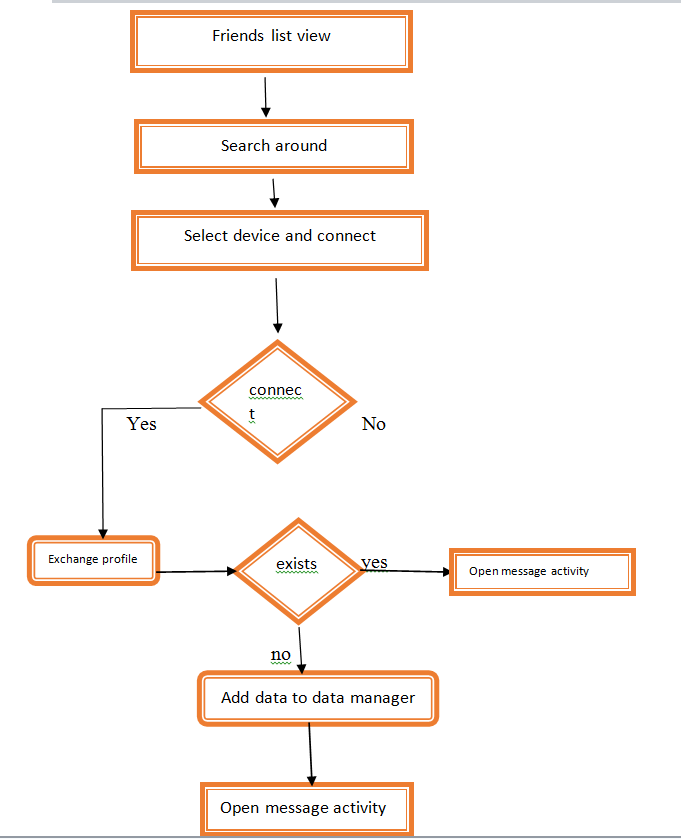 Friends list view
Search around
Select device and connect
connec
t
Yes
No
Exchange profile
exists
yes
Open message activity
no
Add data to data manager
Open message activity